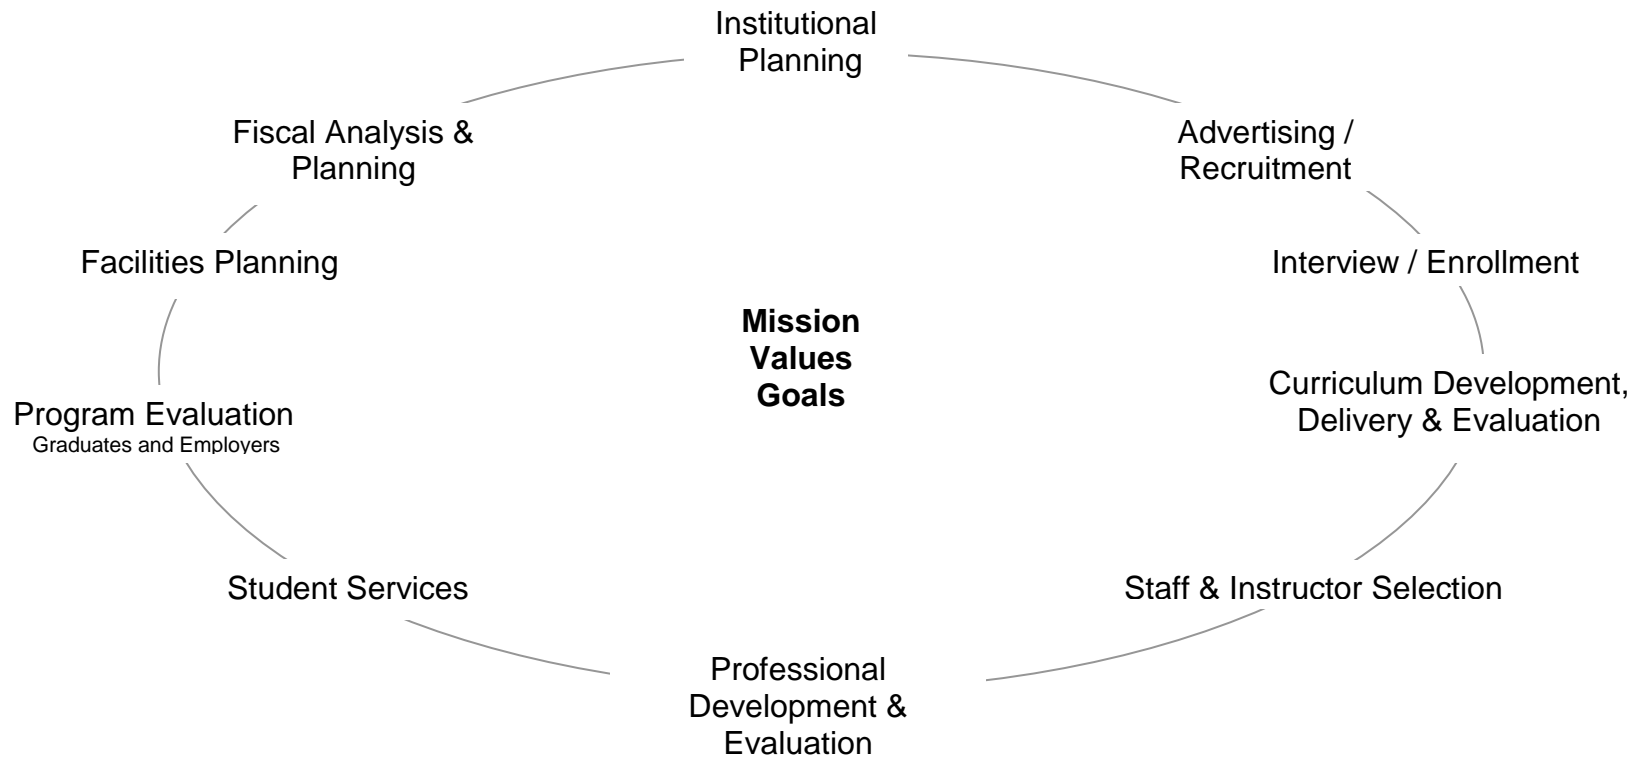 Institutional
Planning
Fiscal Analysis &
Planning
Advertising /
Recruitment
Facilities Planning
Interview / Enrollment
Mission
Values
Goals
Curriculum Development,
Delivery & Evaluation
Program Evaluation
Graduates and Employers
Student Services
Staff & Instructor Selection
Professional
Development &
Evaluation